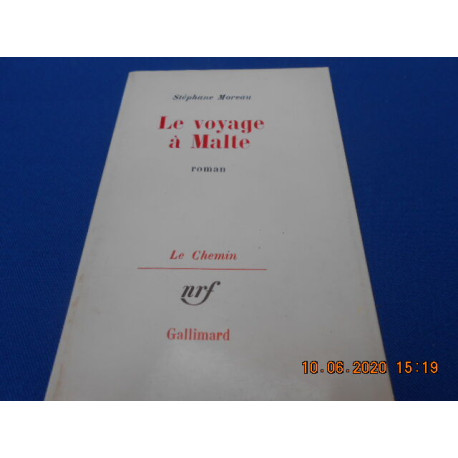 Stéphane Moreau
Le voyage
à Malte
roman
Le Chemin
nrf
Gallimard
10.06.2020 15:19